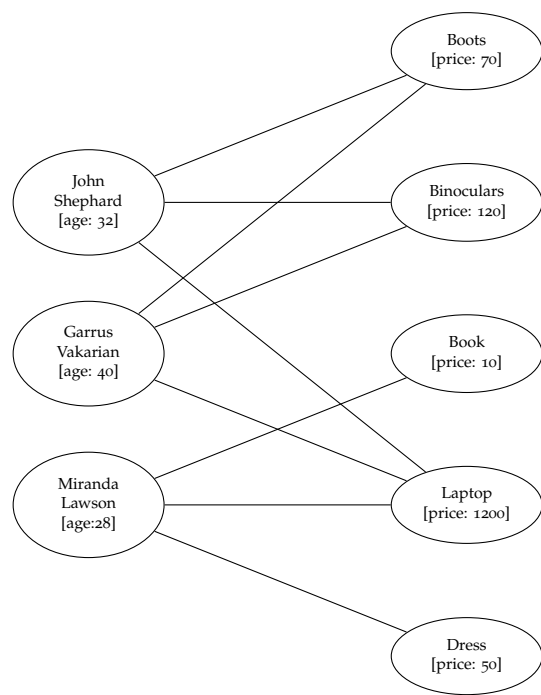 Boots
[price: 70]
John
Shephard
[age: 32]
Binoculars
[price: 120]
Garrus
Vakarian
[age: 40]
Book
[price: 10]
Miranda
Lawson
[age:28]
Laptop
[price: 1200]
Dress
[price: 50]